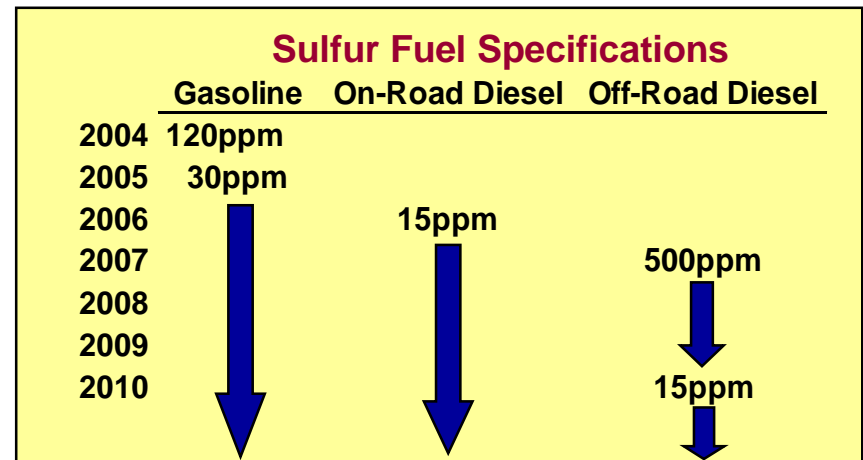 Sulfur Fuel Specifications
Gasoline On-Road Diesel Off-Road Diesel
2004 120ppm
2005 30ppm
2006 15ppm
2007 500ppm
2008
2009
2010 15ppm